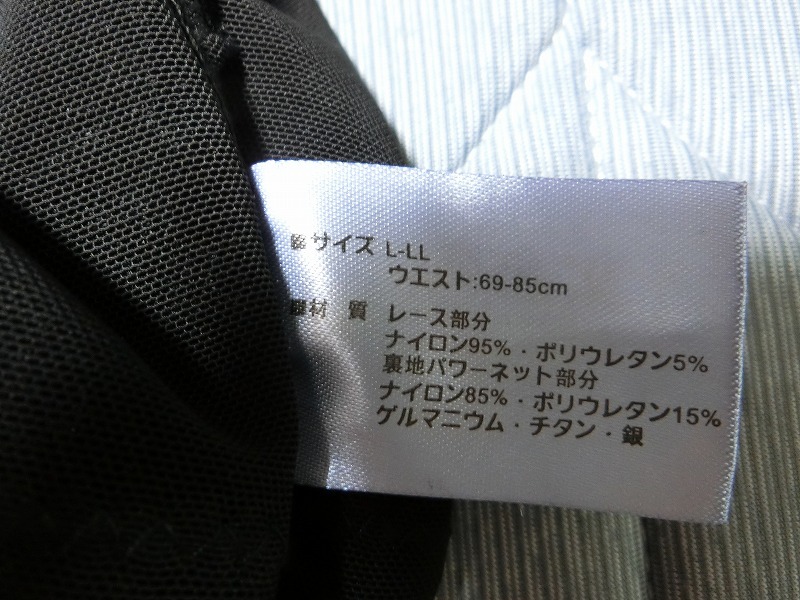 ■サイズ L-LL
ウエスト:69-85cm
■材 質 レース部分
ナイロン95%・ポリウレタン5%
裏地パワーネット部分
ナイロン85%・ポリウレタン15%
ゲルマニウム・チタン・銀